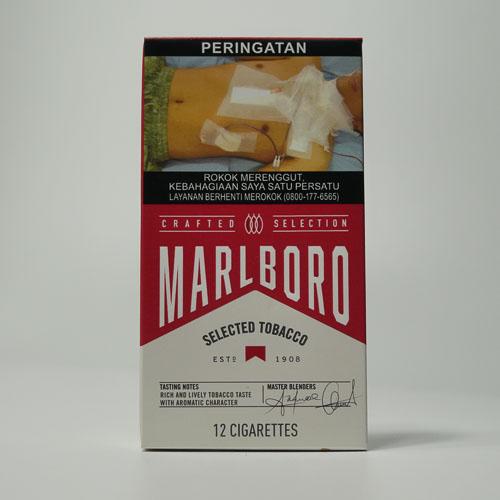 PERINGATAN
ROKOK MERENGGUT,
KEBAHAGIAAN SAYA SATU PERSATU
LAYANAN BERHENTI MEROKOK (0800-177-6565)
CRAFTED SELECTION
MARLBORO
SELECTED TOBACCO
ESTD 1908
TASTING NOTES
RICH AND LIVELY TOBACCO TASTE
WITH AROMATIC CHARACTER
MASTER BLENDERS
12 CIGARETTES